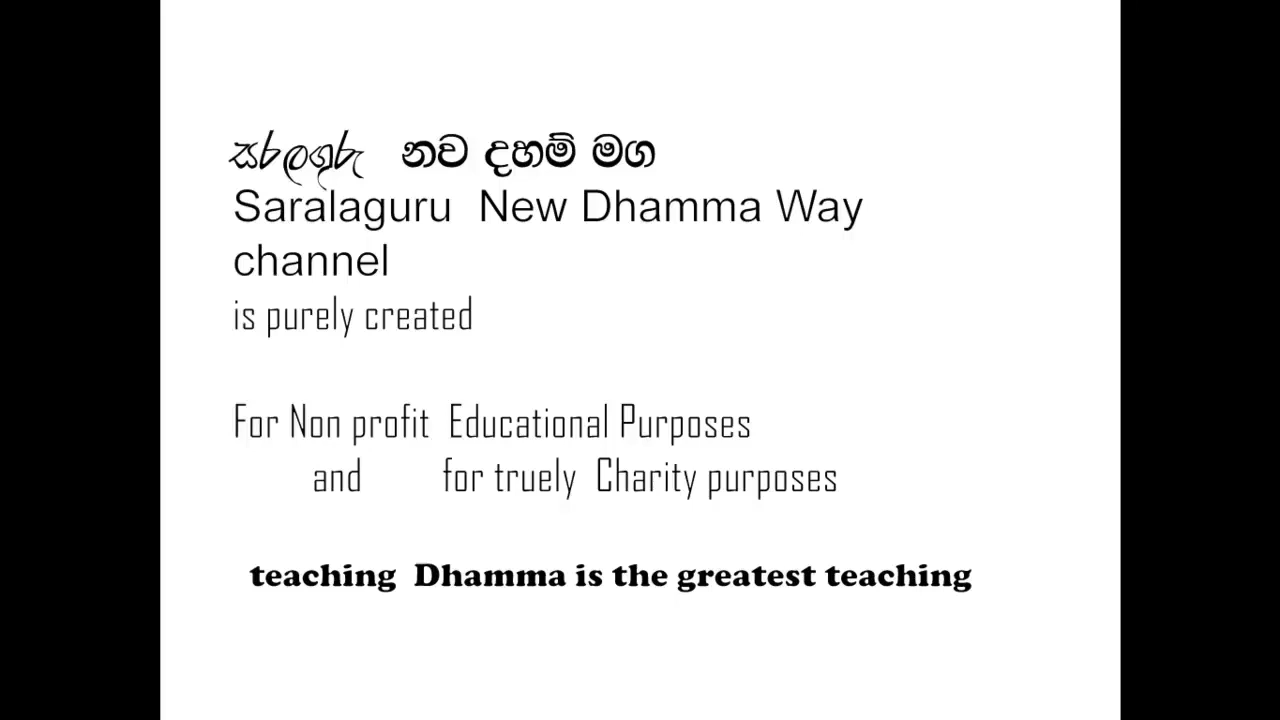 සරලගුරු නව දහම් මග
Saralaguru New Dhamma Way
channel
is purely created
For Non profit Educational Purposes
and for truely Charity purposes
teaching Dhamma is the greatest teaching